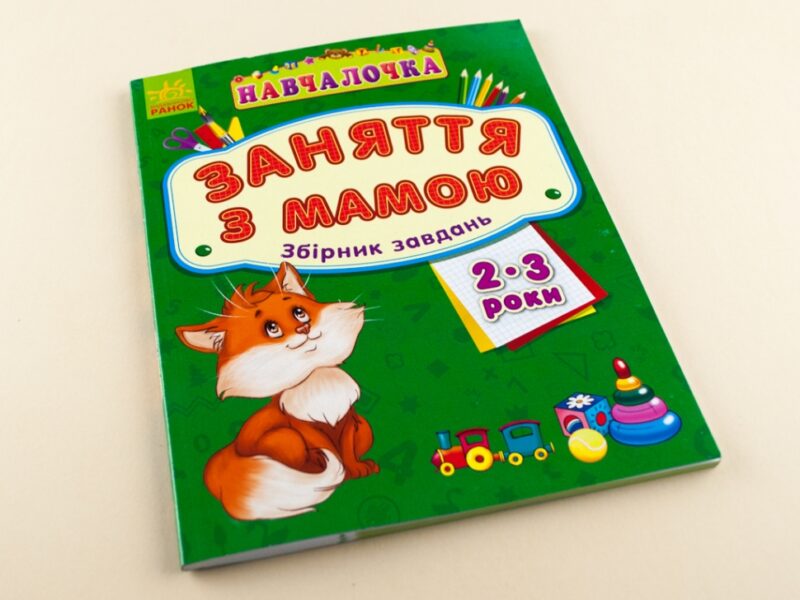 РАНОК
НАВЧАЛОЧКА
ЗАНЯТТЯ
З МАМОЮ
Збірник завдань
2-3
роки